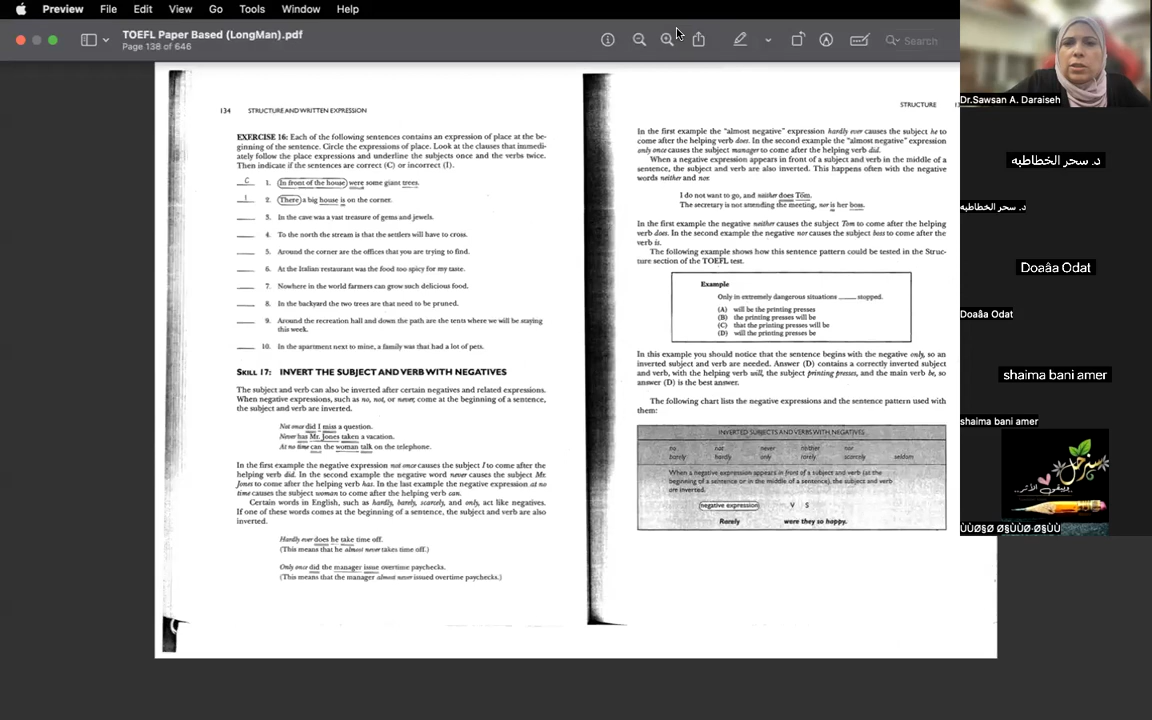 Preview File Edit View Go Tools Window Help
TOEFL Paper Based (LongMan).pdf
Page 138 of 646
Search
134 STRUCTURE AND WRITTEN EXPRESSION
EXERCISE 16: Each of the following sentences contains an expression of place at the be-
ginning of the sentence. Circle the expressions of place. Look at the clauses that immedi-
ately follow the place expressions and underline the subjects once and the verbs twice.
Then indicate if the sentences are correct (C) or incorrect (I).
C 1. In front of the house were some giant trees.
I 2. There a big house is on the corner.
3. In the cave was a vast treasure of gems and jewels.
4. To the north the stream is that the settlers will have to cross.
5. Around the corner are the offices that you are trying to find.
6. At the Italian restaurant was the food too spicy for my taste.
7. Nowhere in the world farmers can grow such delicious food.
8. In the backyard the two trees are that need to be pruned.
9. Around the recreation hall and down the path are the tents where we will be staying
this week.
10. In the apartment next to mine, a family was that had a lot of pets.
SKILL 17: INVERT THE SUBJECT AND VERB WITH NEGATIVES
The subject and verb can also be inverted after certain negatives and related expressions.
When negative expressions, such as no, not, or never, come at the beginning of a sentence,
the subject and verb are inverted.
Not once did I miss a question.
Never has Mr. Jones taken a vacation.
At no time can the woman talk on the telephone.
In the first example the negative expression not once causes the subject I to come after the
helping verb did. In the second example the negative word never causes the subject Mr.
Jones to come after the helping verb has. In the last example the negative expression at no
time causes the subject woman to come after the helping verb can.
Certain words in English, such as hardly, barely, scarcely, and only, act like negatives.
If one of these words comes at the beginning of a sentence, the subject and verb are also
inverted.
Hardly ever does he take time off.
(This means that he almost never takes time off.)
Only once did the manager issue overtime paychecks.
(This means that the manager almost never issued overtime paychecks.)
STRUCTURE
In the first example the "almost negative" expression hardly ever causes the subject he to
come after the helping verb does. In the second example the "almost negative" expression
only once causes the subject manager to come after the helping verb did.
When a negative expression appears in front of a subject and verb in the middle of a
sentence, the subject and verb are also inverted. This happens often with the negative
words neither and nor.
I do not want to go, and neither does Tom.
The secretary is not attending the meeting, nor is her boss.
In the first example the negative neither causes the subject Tom to come after the helping
verb does. In the second example the negative nor causes the subject boss to come after the
verb is.
The following example shows how this sentence pattern could be tested in the Struc-
ture section of the TOEFL test.
Example
Only in extremely dangerous situations ____ stopped.
(A) will be the printing presses
(B) the printing presses will be
(C) that the printing presses will be
(D) will the printing presses be
In this example you should notice that the sentence begins with the negative only, so an
inverted subject and verb are needed. Answer (D) contains a correctly inverted subject
and verb, with the helping verb will, the subject printing presses, and the main verb be, so
answer (D) is the best answer.
The following chart lists the negative expressions and the sentence pattern used with
them:
INVERTED SUBJECTS AND VERBS WITH NEGATIVES
no not never neither nor
barely hardly only rarely scarcely seldom
When a negative expression appears in front of a subject and verb (at the
beginning of a sentence or in the middle of a sentence), the subject and verb
are inverted.
negative expression V S
Rarely were they so happy.
Dr.Sawsan A. Daraiseh
د. سحر الخطاطبه
د. سحر الخطاطبه
Doaâa Odat
Doaâa Odat
shaima bani amer
shaima bani amer